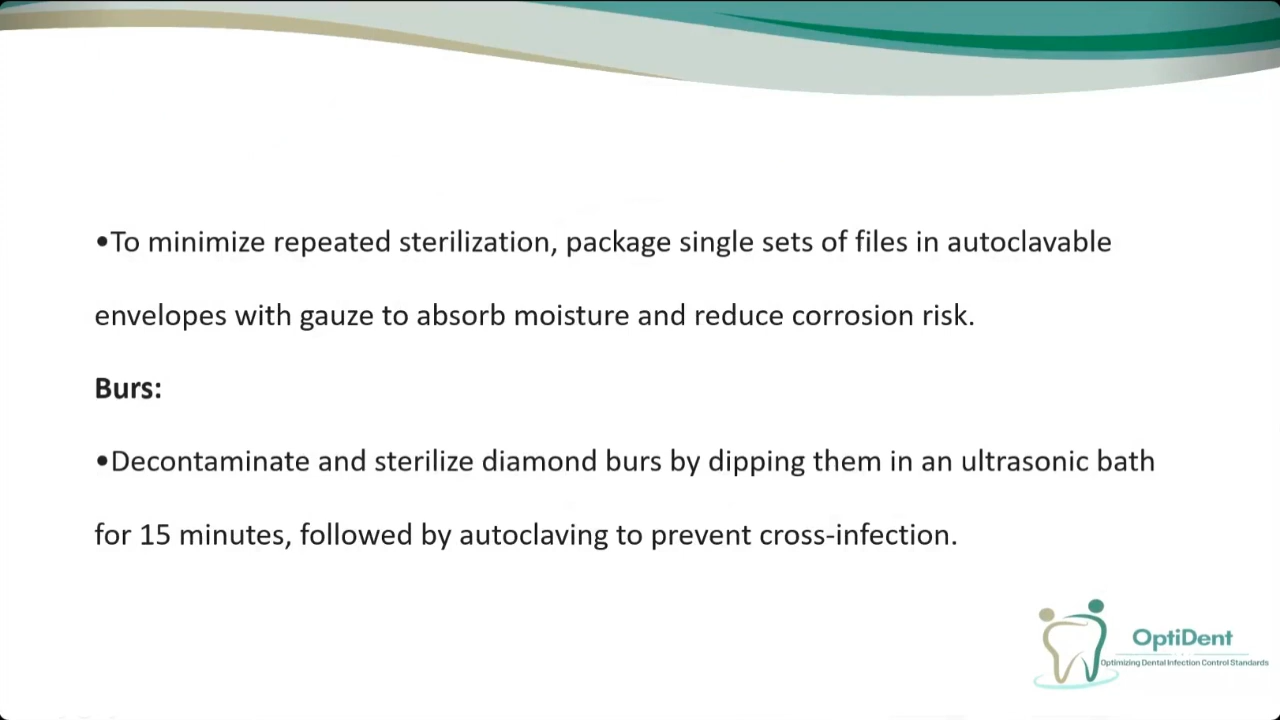 •To minimize repeated sterilization, package single sets of files in autoclavable
envelopes with gauze to absorb moisture and reduce corrosion risk.
Burs:
•Decontaminate and sterilize diamond burs by dipping them in an ultrasonic bath
for 15 minutes, followed by autoclaving to prevent cross-infection.
OptiDent
Optimizing Dental Infection Control Standards